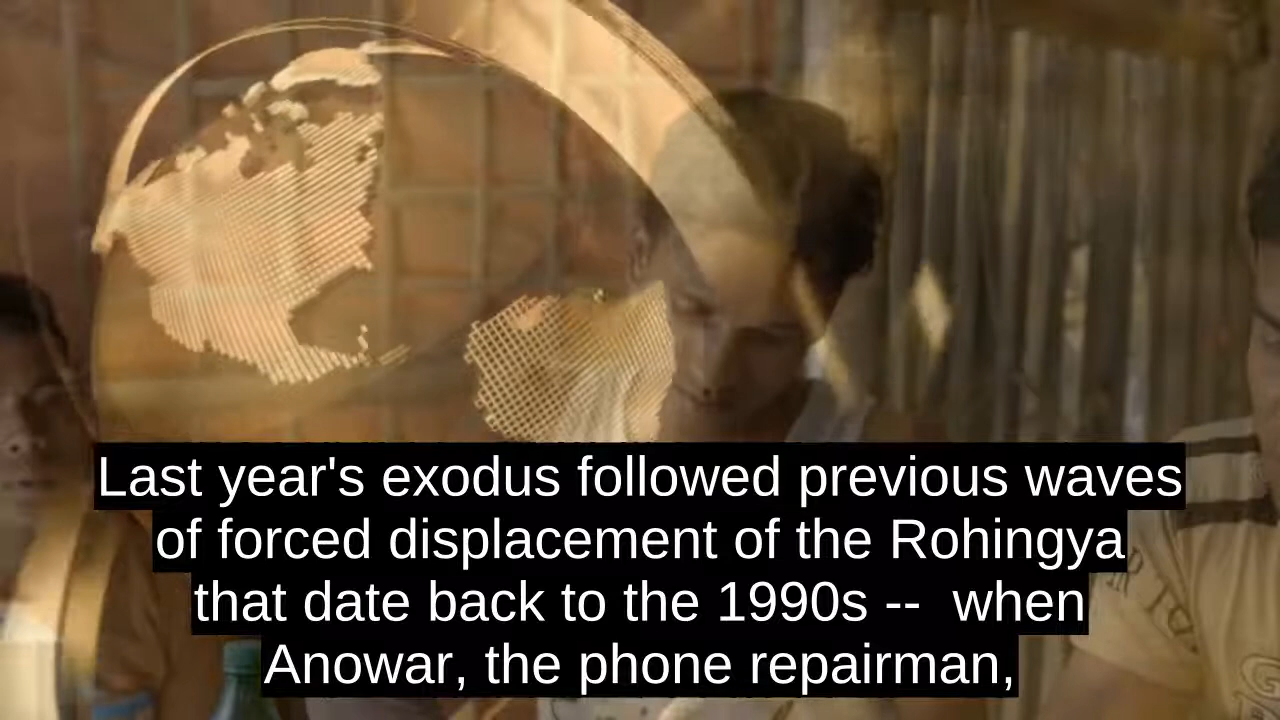 Last year's exodus followed previous waves
of forced displacement of the Rohingya
that date back to the 1990s --  when
Anowar, the phone repairman,